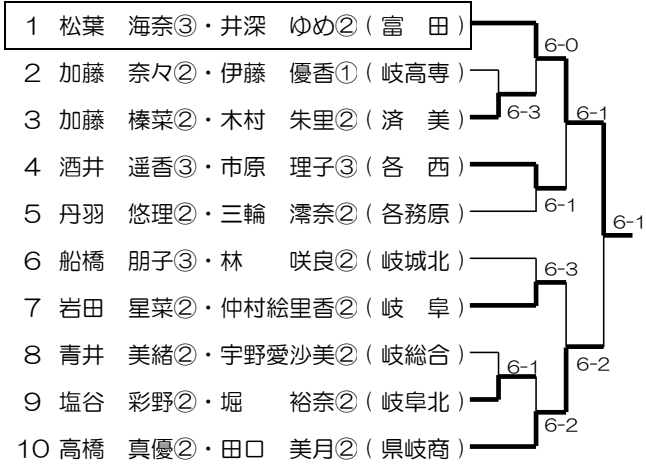 1 松葉 海奈③・井深 ゆめ②(富 田)
6-0
2 加藤 奈々②・伊藤 優香①(岐高専)
6-3
6-1
3 加藤 榛菜②・木村 朱里②(済 美)
4 酒井 遥香③・市原 理子③(各 西)
6-1
5 丹羽 悠理②・三輪 澪奈②(各務原)
6-1
6 船橋 朋子③・林 咲良②(岐城北)
6-3
7 岩田 星菜②・仲村絵里香②(岐 阜)
8 青井 美緒②・宇野愛沙美②(岐総合)
6-1
6-2
9 塩谷 彩野②・堀 裕奈②(岐阜北)
6-2
10 高橋 真優②・田口 美月②(県岐商)